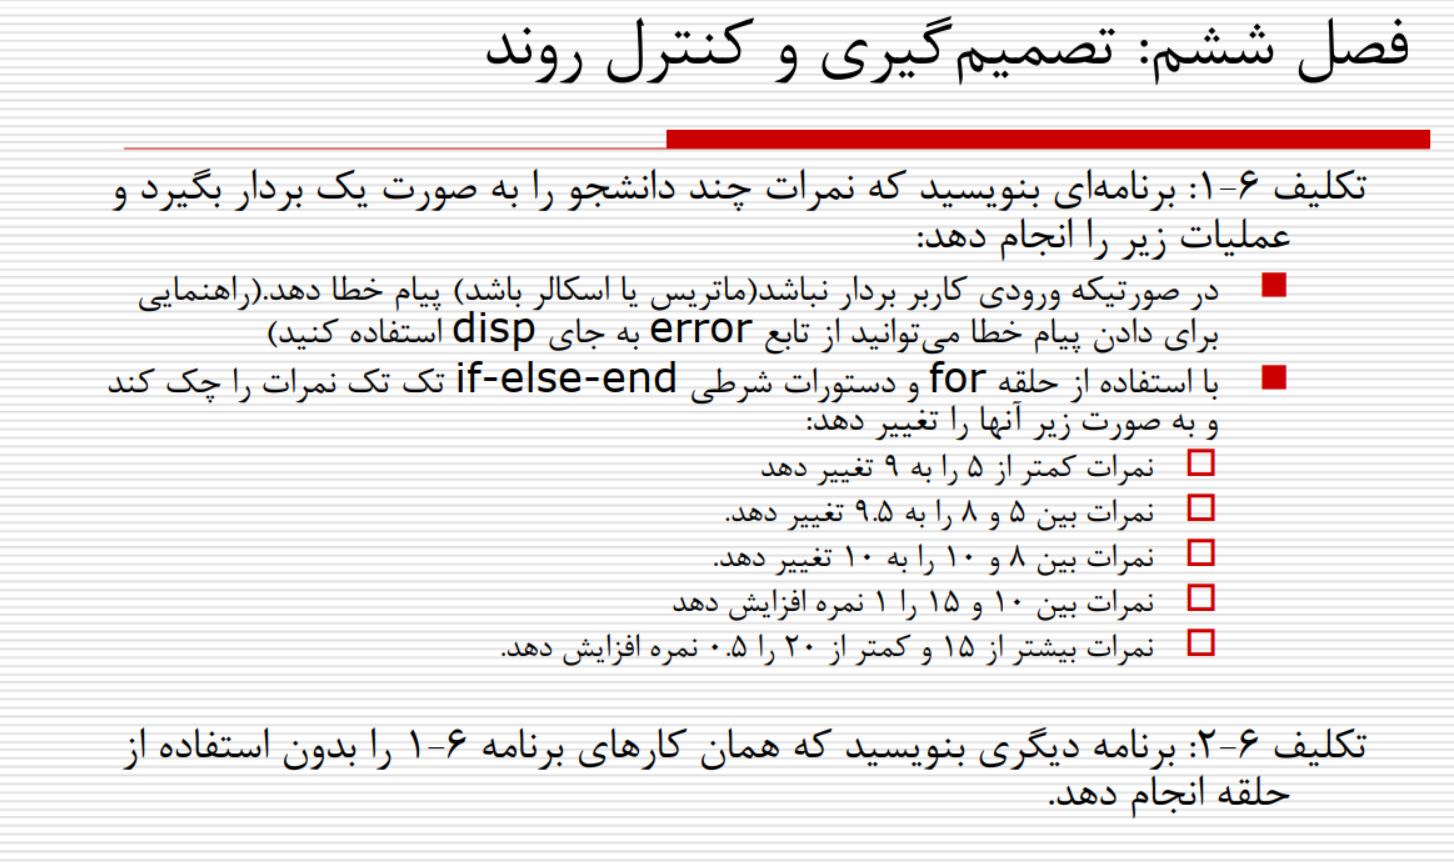 فصل ششم: تصمیم‌گیری و کنترل روند
تکلیف ۶-۱: برنامه‌ای بنویسید که نمرات چند دانشجو را به صورت یک بردار بگیرد و
عملیات زیر را انجام دهد:
در صورتیکه ورودی کاربر بردار نباشد(ماتریس یا اسکالر باشد) پیام خطا دهد.(راهنمایی
برای دادن پیام خطا می‌توانید از تابع error به جای disp استفاده کنید)
با استفاده از حلقه for و دستورات شرطی if-else-end تک تک نمرات را چک کند
و به صورت زیر آنها را تغییر دهد:
نمرات کمتر از ۵ را به ۹ تغییر دهد
نمرات بین ۵ و ۸ را به ۹.۵ تغییر دهد.
نمرات بین ۸ و ۱۰ را به ۱۰ تغییر دهد.
نمرات بین ۱۰ و ۱۵ را ۱ نمره افزایش دهد
نمرات بیشتر از ۱۵ و کمتر از ۲۰ را ۰.۵ نمره افزایش دهد.
تکلیف ۶-۲: برنامه دیگری بنویسید که همان کارهای برنامه ۶-۱ را بدون استفاده از
حلقه انجام دهد.